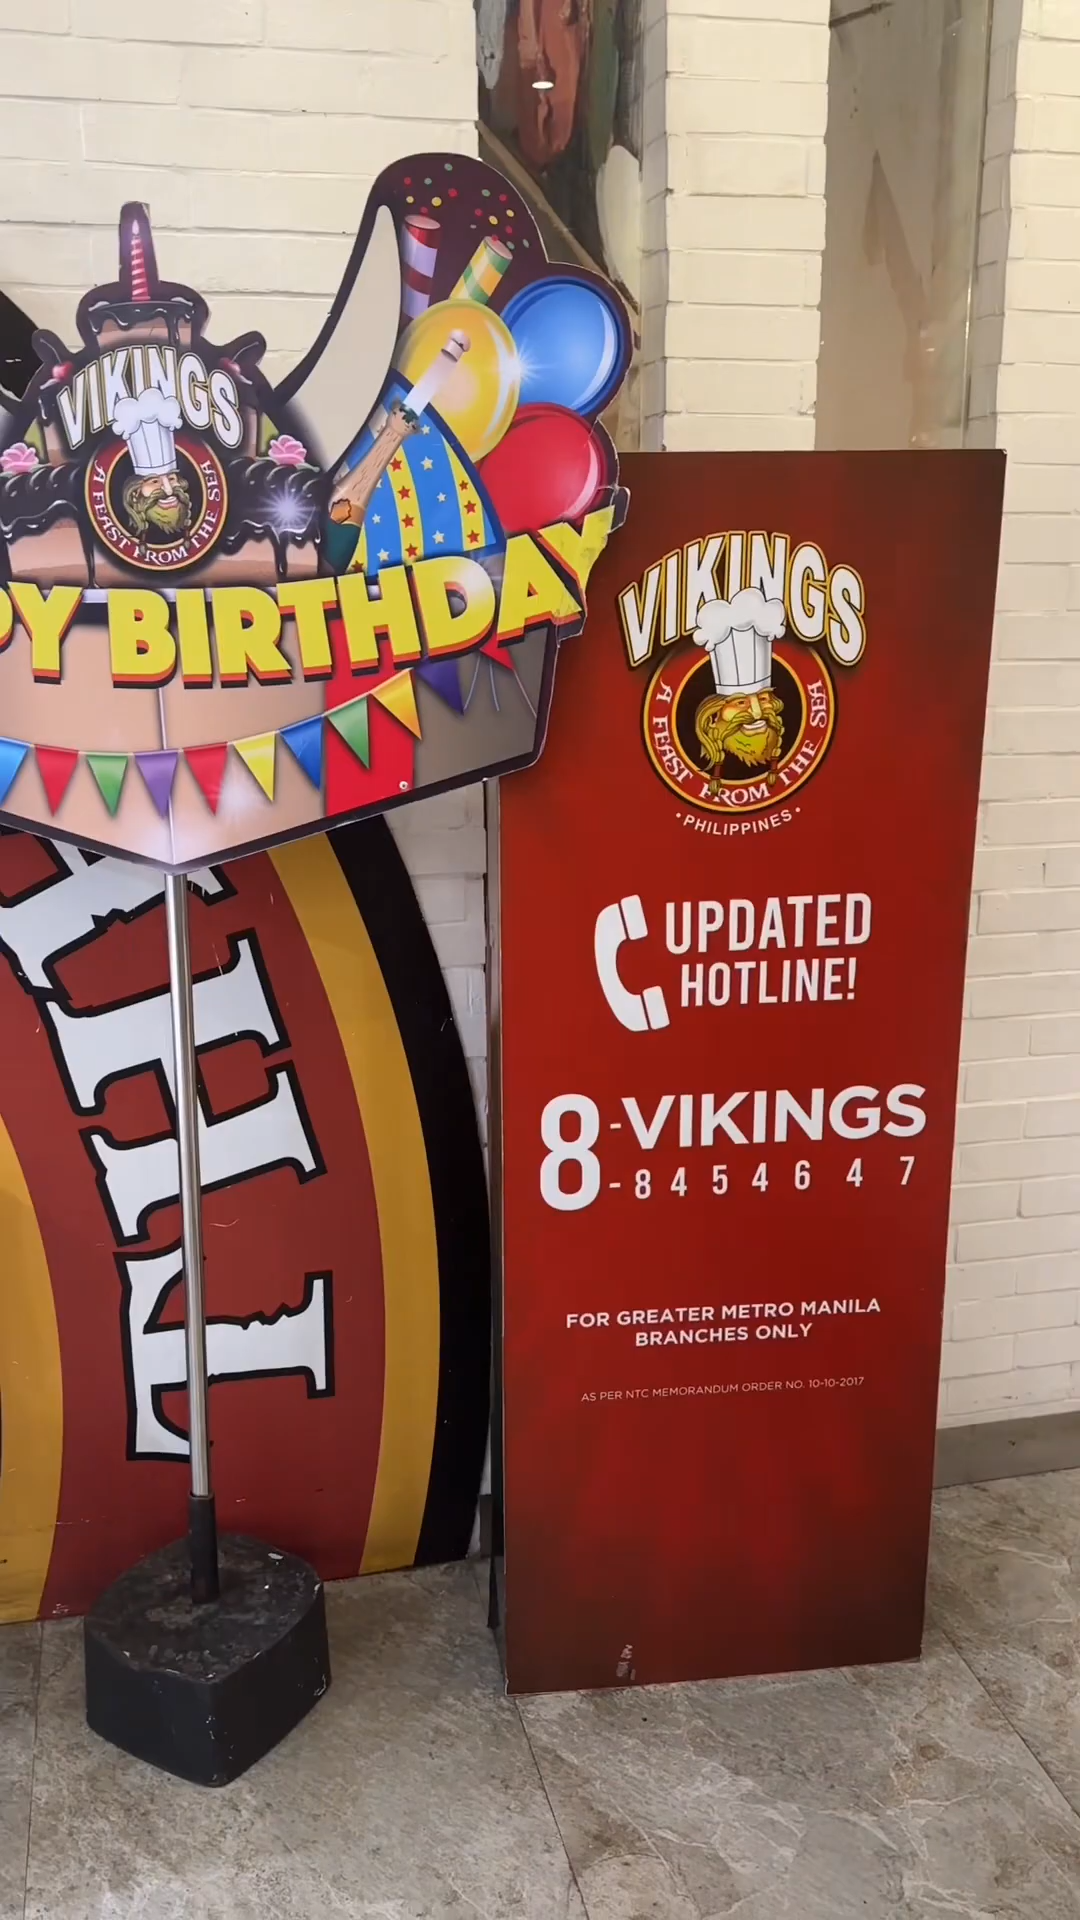 VIKINGS
A FEAST FROM THE SEA
PY BIRTHDAY
VIKINGS
A FEAST FROM THE SEA
• PHILIPPINES •
UPDATED
HOTLINE!
8-VIKINGS
-8 4 5 4 6 4 7
FOR GREATER METRO MANILA
BRANCHES ONLY
AS PER NTC MEMORANDUM ORDER NO. 10-10-2017